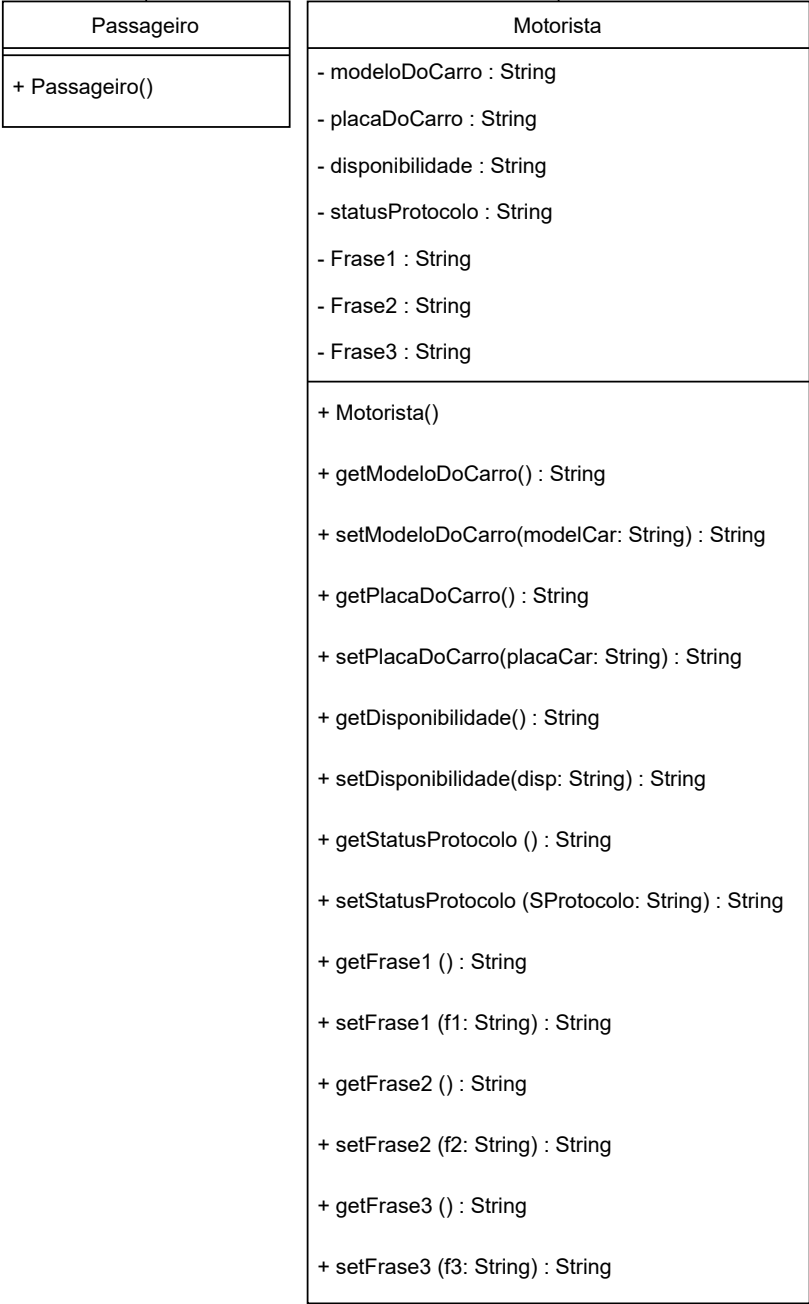 Passageiro
+ Passageiro()
Motorista
- modeloDoCarro : String
- placaDoCarro : String
- disponibilidade : String
- statusProtocolo : String
- Frase1 : String
- Frase2 : String
- Frase3 : String
+ Motorista()
+ getModeloDoCarro() : String
+ setModeloDoCarro(modelCar: String) : String
+ getPlacaDoCarro() : String
+ setPlacaDoCarro(placaCar: String) : String
+ getDisponibilidade() : String
+ setDisponibilidade(disp: String) : String
+ getStatusProtocolo () : String
+ setStatusProtocolo (SProtocolo: String) : String
+ getFrase1 () : String
+ setFrase1 (f1: String) : String
+ getFrase2 () : String
+ setFrase2 (f2: String) : String
+ getFrase3 () : String
+ setFrase3 (f3: String) : String